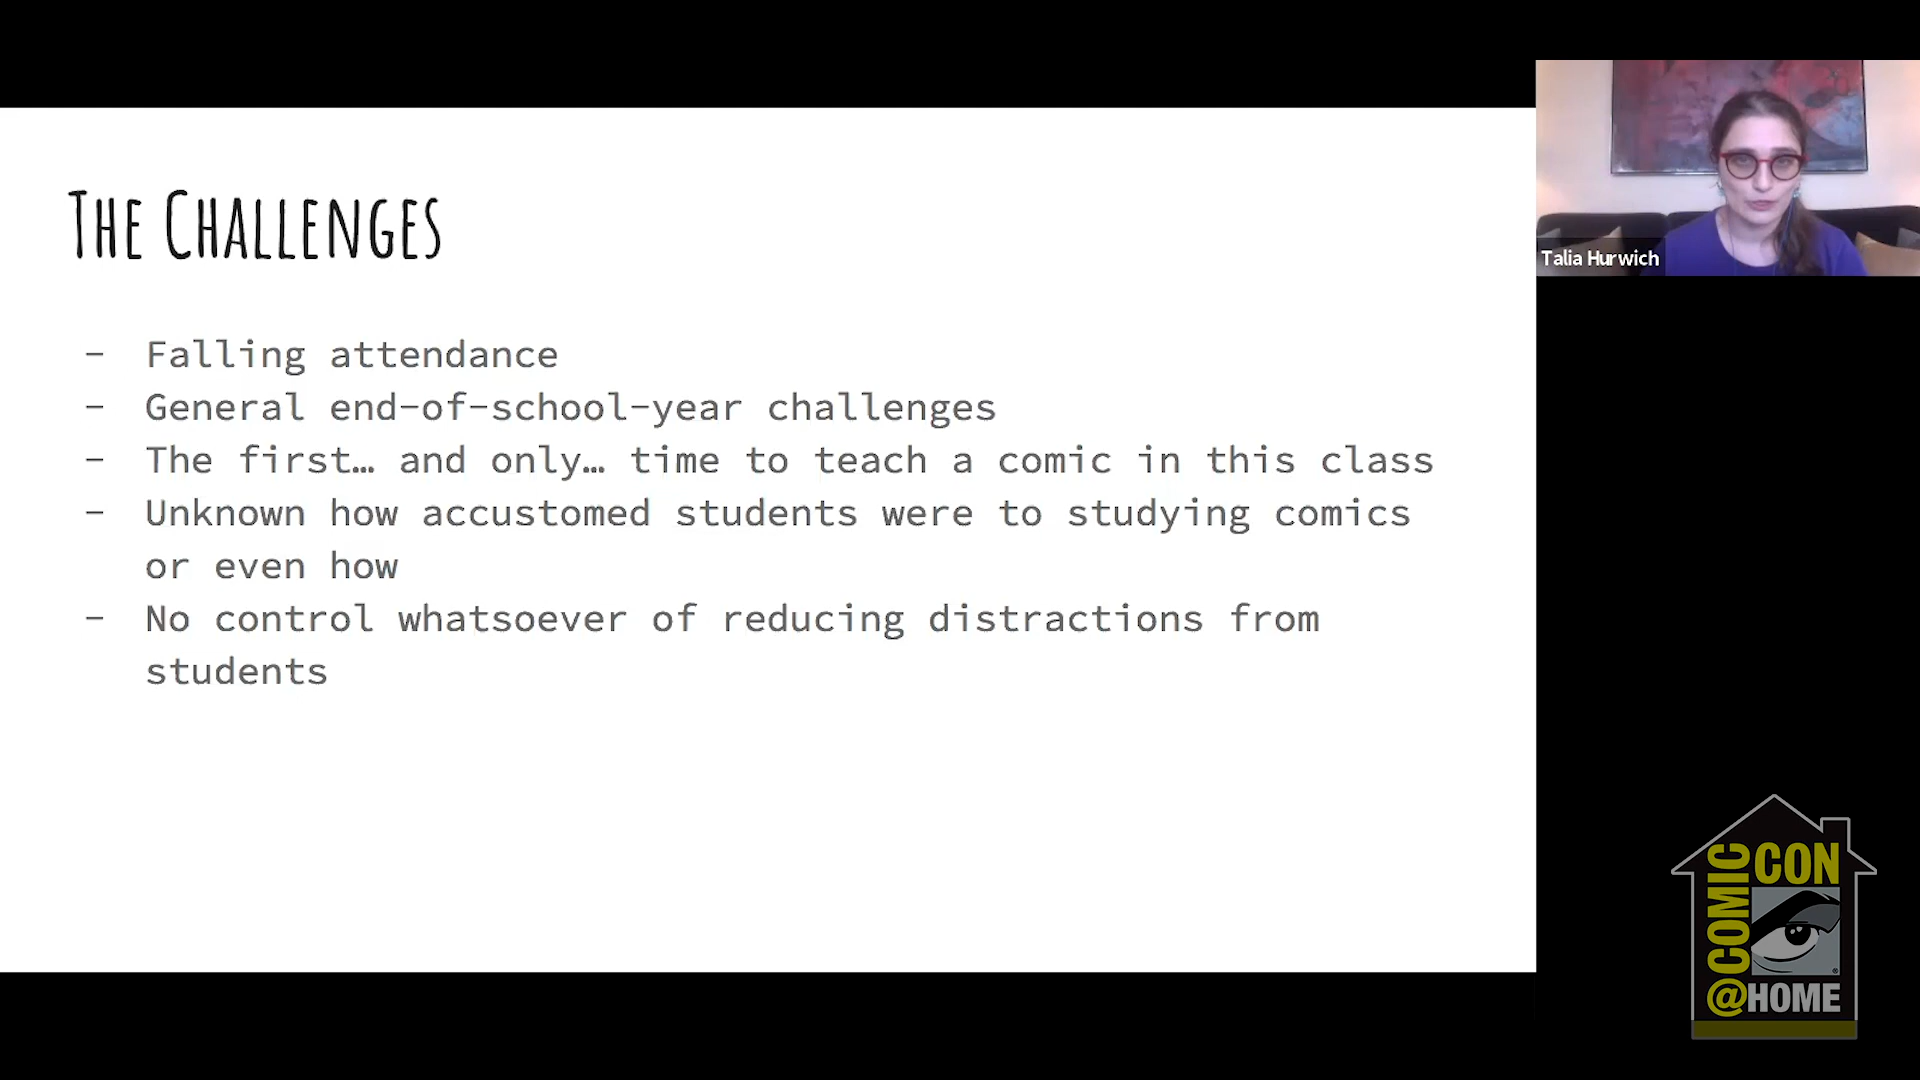 The Challenges
- Falling attendance
- General end-of-school-year challenges
- The first… and only… time to teach a comic in this class
- Unknown how accustomed students were to studying comics
or even how
- No control whatsoever of reducing distractions from
students
Talia Hurwich
COMIC
CON
@HOME